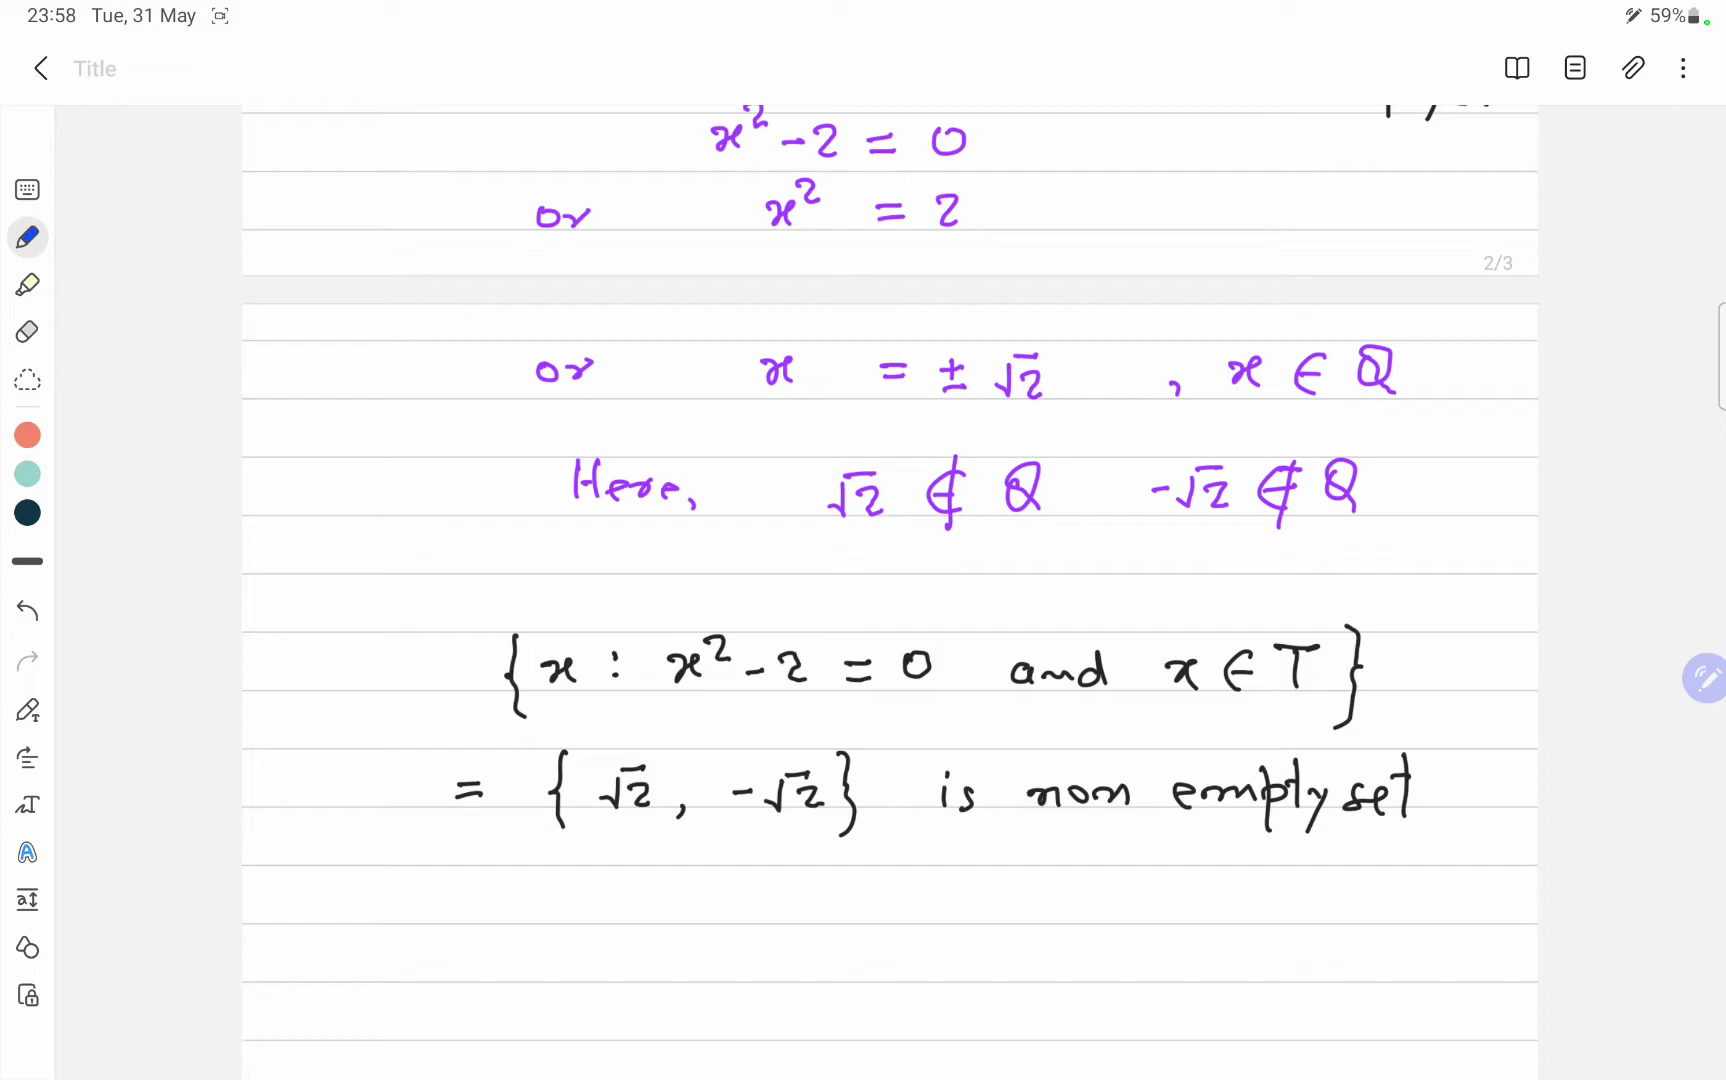 23:58 Tue, 31 May 59%
Title
x² - 2 = 0
or x² = 2
2/3
or x = ± √2 , x ∈ Q
Here, √2 ∉ Q -√2 ∉ Q
{x : x² - 2 = 0 and x ∈ T}
= {√2, -√2} is non empty set